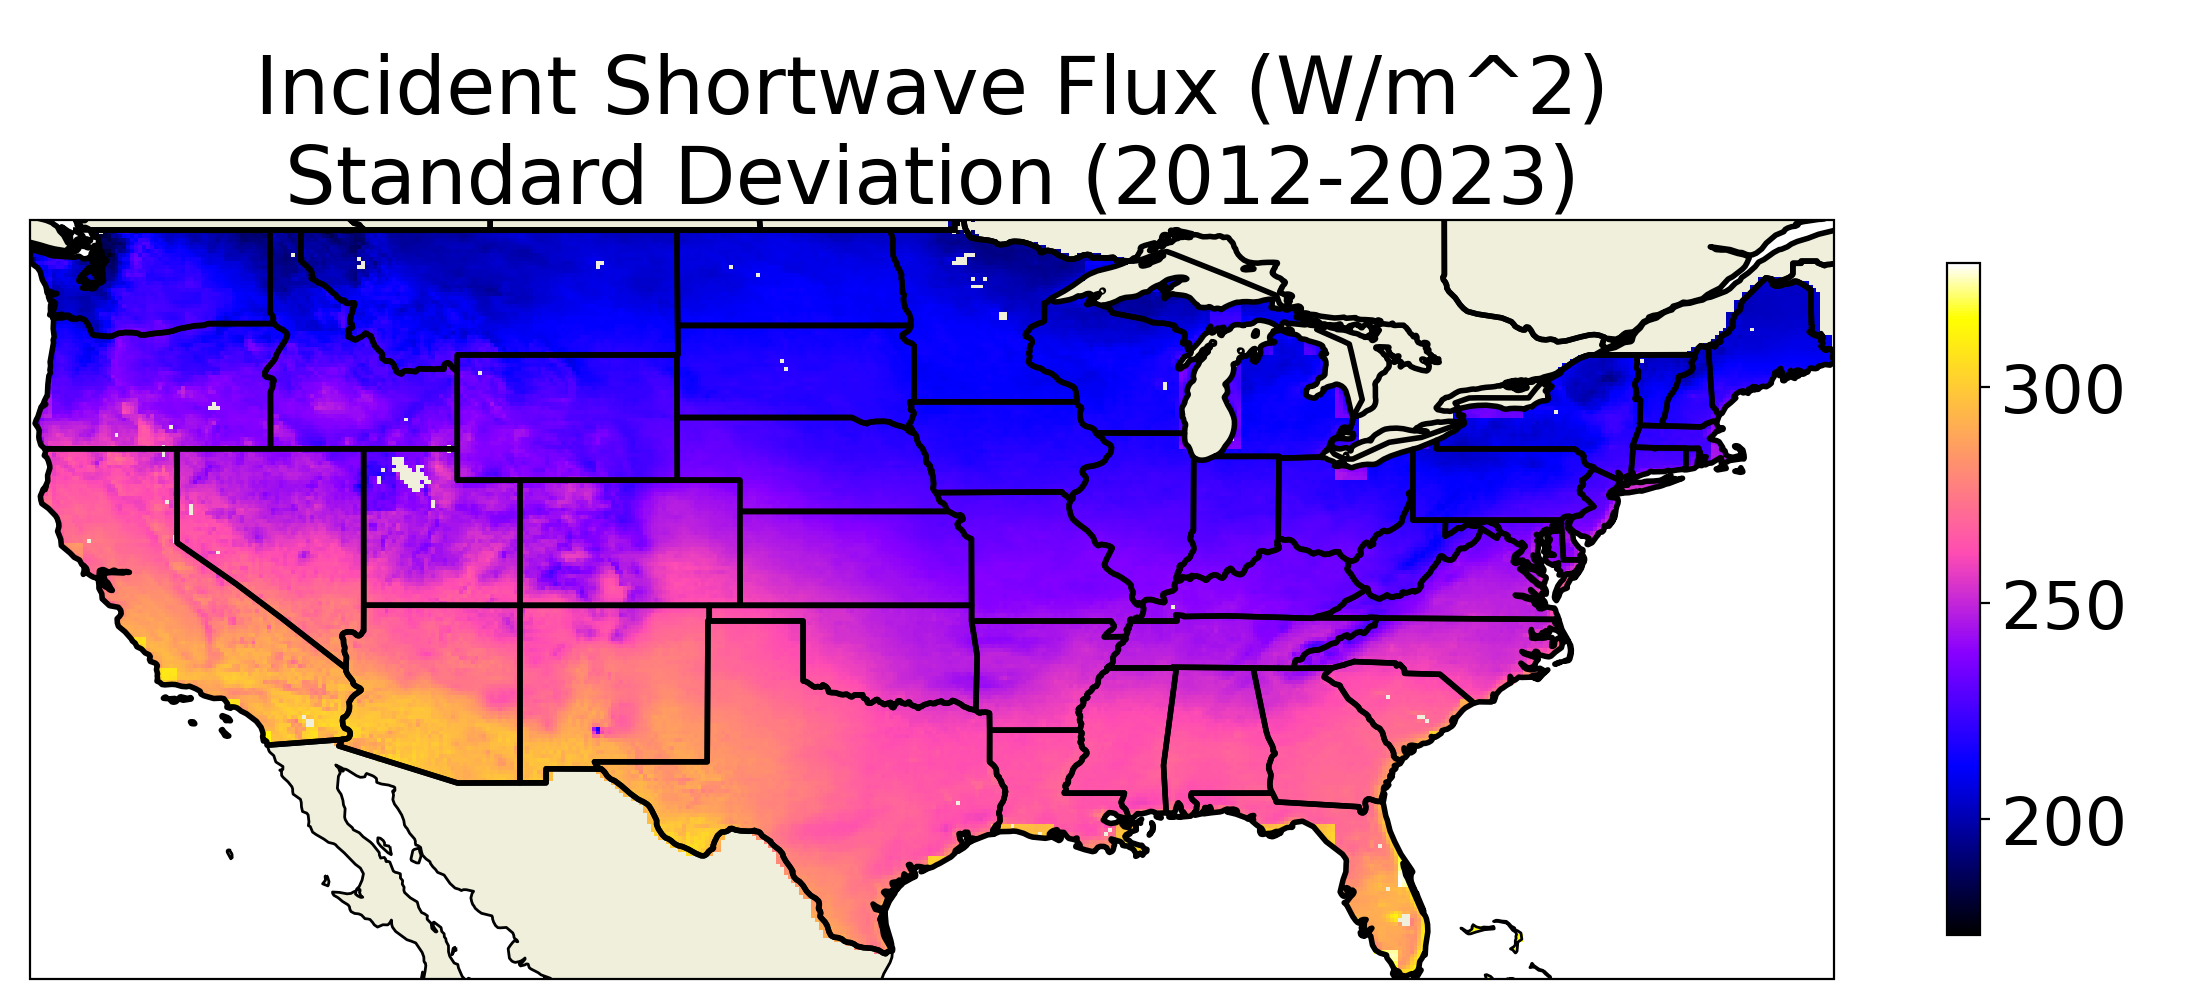 Incident Shortwave Flux (W/m^2)
Standard Deviation (2012-2023)
300
250
200